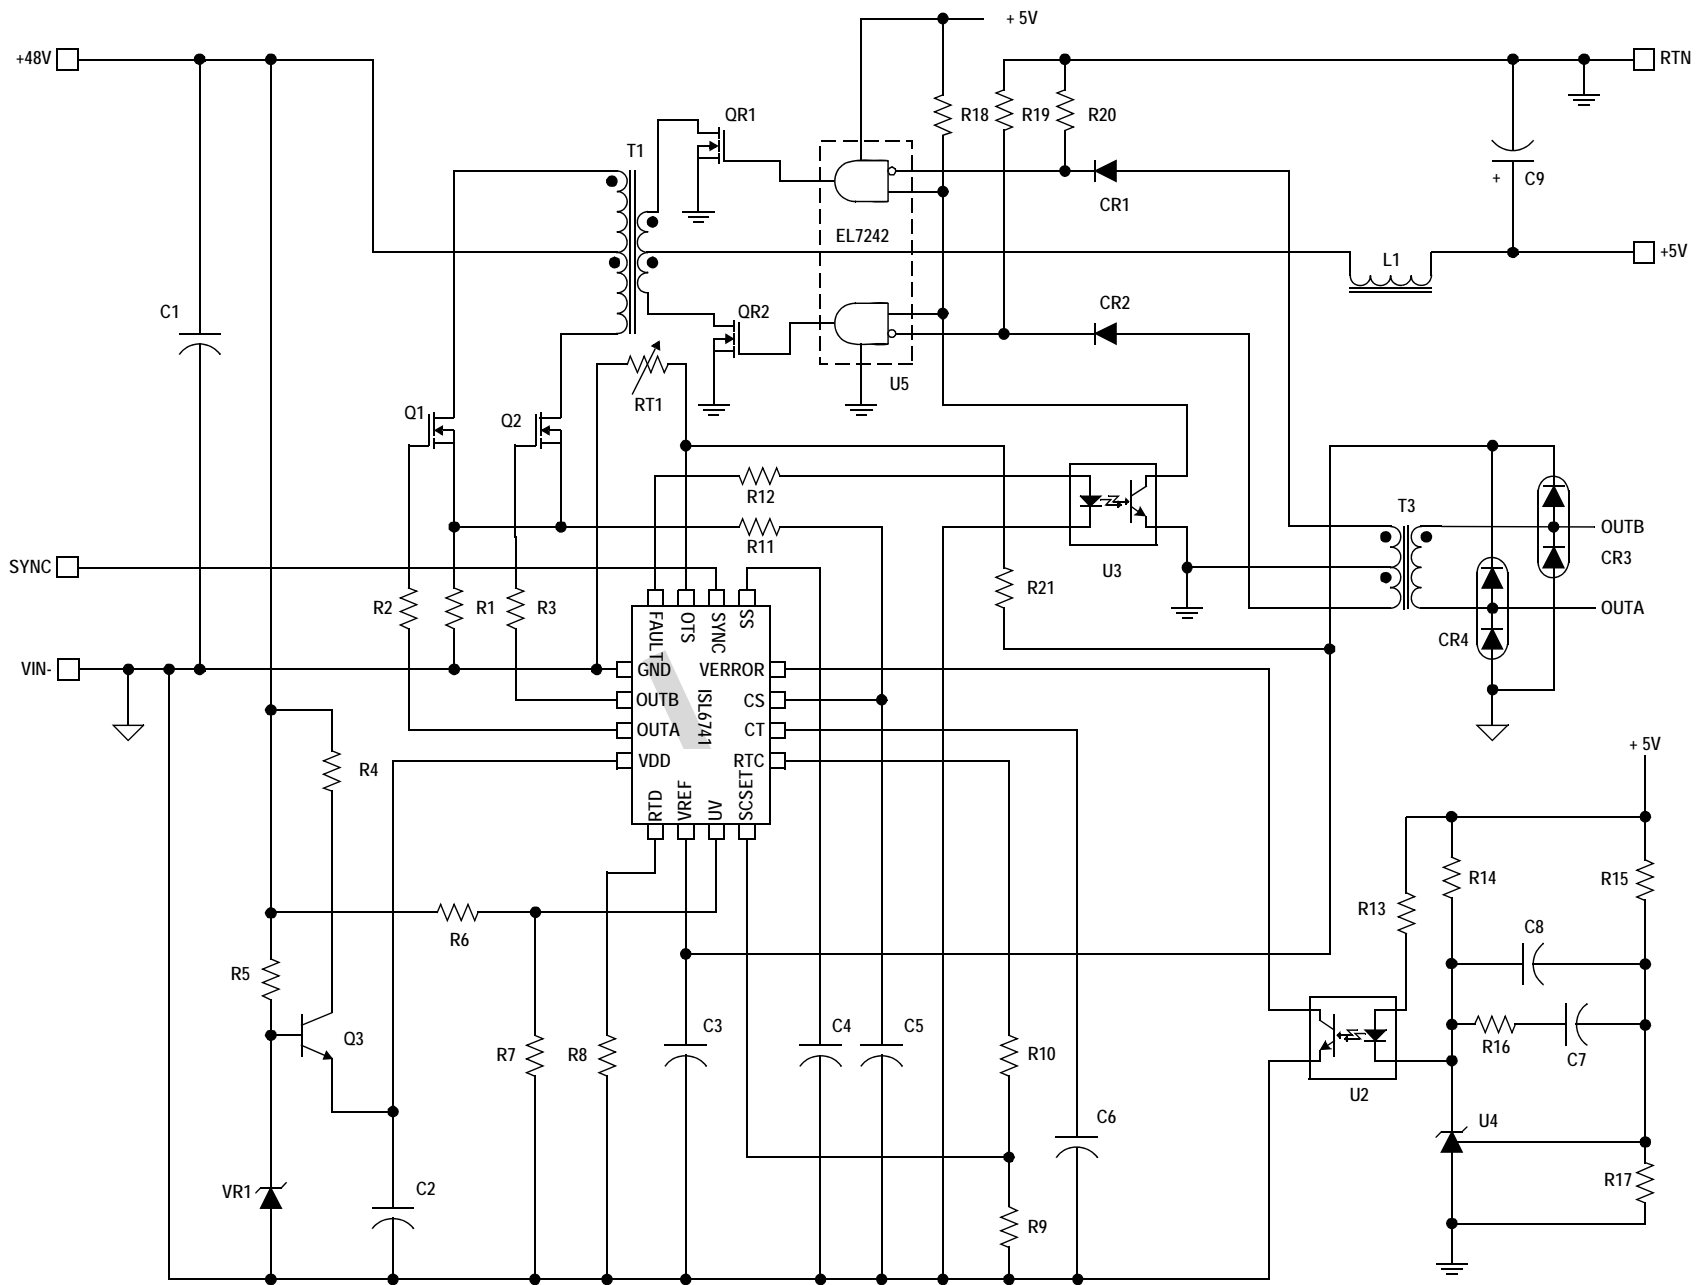 + 5V
+48V
RTN
QR1
R18
R19
R20
T1
CR1
+
C9
EL7242
L1
+5V
C1
QR2
CR2
U5
RT1
Q1
Q2
R12
T3
OUTB
R11
CR3
SYNC
U3
R21
R2
R1
R3
OUTA
CR4
FAULT
OTS
SYNC
SS
VIN-
GND
VERROR
OUTB
CS
ISL6741
OUTA
CT
VDD
RTC
R4
RTD
VREF
UV
SCSET
+ 5V
R14
R15
R13
R6
C8
R5
Q3
C3
C4
C5
R7
R8
R10
R16
C7
U2
C6
U4
VR1
C2
R17
R9